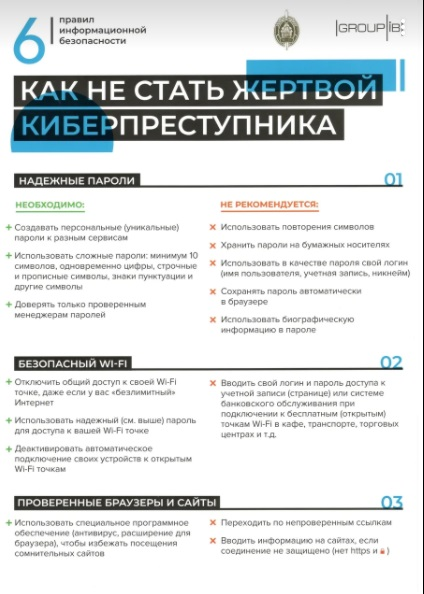 6
правил
информационной
безопасности
|GROUP|IB|
КАК НЕ СТАТЬ ЖЕРТВОЙ
КИБЕРПРЕСТУПНИКА
НАДЕЖНЫЕ ПАРОЛИ
01
НЕОБХОДИМО:
+ Создавать персональные (уникальные)
пароли к разным сервисам
+ Использовать сложные пароли: минимум 10
символов, одновременно цифры, строчные
и прописные символы, знаки пунктуации и
другие символы
+ Доверять только проверенным
менеджерам паролей
НЕ РЕКОМЕНДУЕТСЯ:
× Использовать повторения символов
× Хранить пароли на бумажных носителях
× Использовать в качестве пароля свой логин
(имя пользователя, учетная запись, никнейм)
× Сохранять пароль автоматически
в браузере
× Использовать биографическую
информацию в пароле
БЕЗОПАСНЫЙ WI-FI
02
+ Отключить общий доступ к своей Wi-Fi
точке, даже если у вас «безлимитный»
Интернет
+ Использовать надежный (см. выше) пароль
для доступа к вашей Wi-Fi точке
+ Деактивировать автоматическое
подключение своих устройств к открытым
Wi-Fi точкам
× Вводить свой логин и пароль доступа к
учетной записи (странице) или системе
банковского обслуживания при
подключении к бесплатным (открытым)
точкам Wi-Fi в кафе, транспорте, торговых
центрах и т.д.
ПРОВЕРЕННЫЕ БРАУЗЕРЫ И САЙТЫ
03
+ Использовать специальное программное
обеспечение (антивирус, расширение для
браузера), чтобы избежать посещения
сомнительных сайтов
× Переходить по непроверенным ссылкам
× Вводить информацию на сайтах, если
соединение не защищено (нет https и )